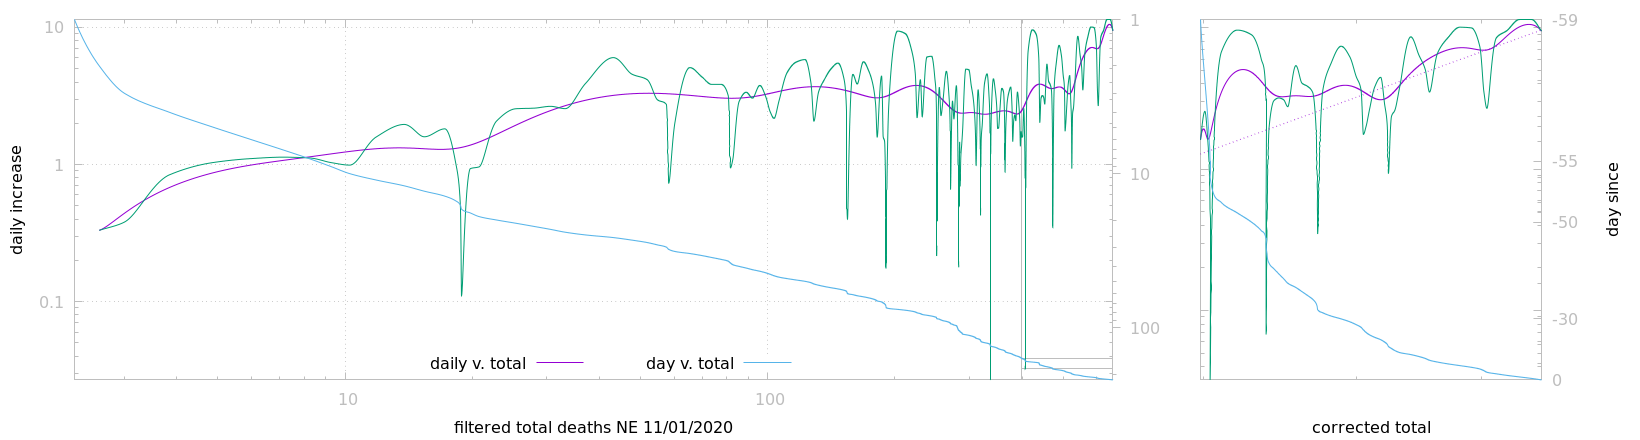 10
1
0.1
daily increase
daily v. total
day v. total
10
100
filtered total deaths NE 11/01/2020
1
10
100
-59
-55
-50
-30
0
day since
corrected total